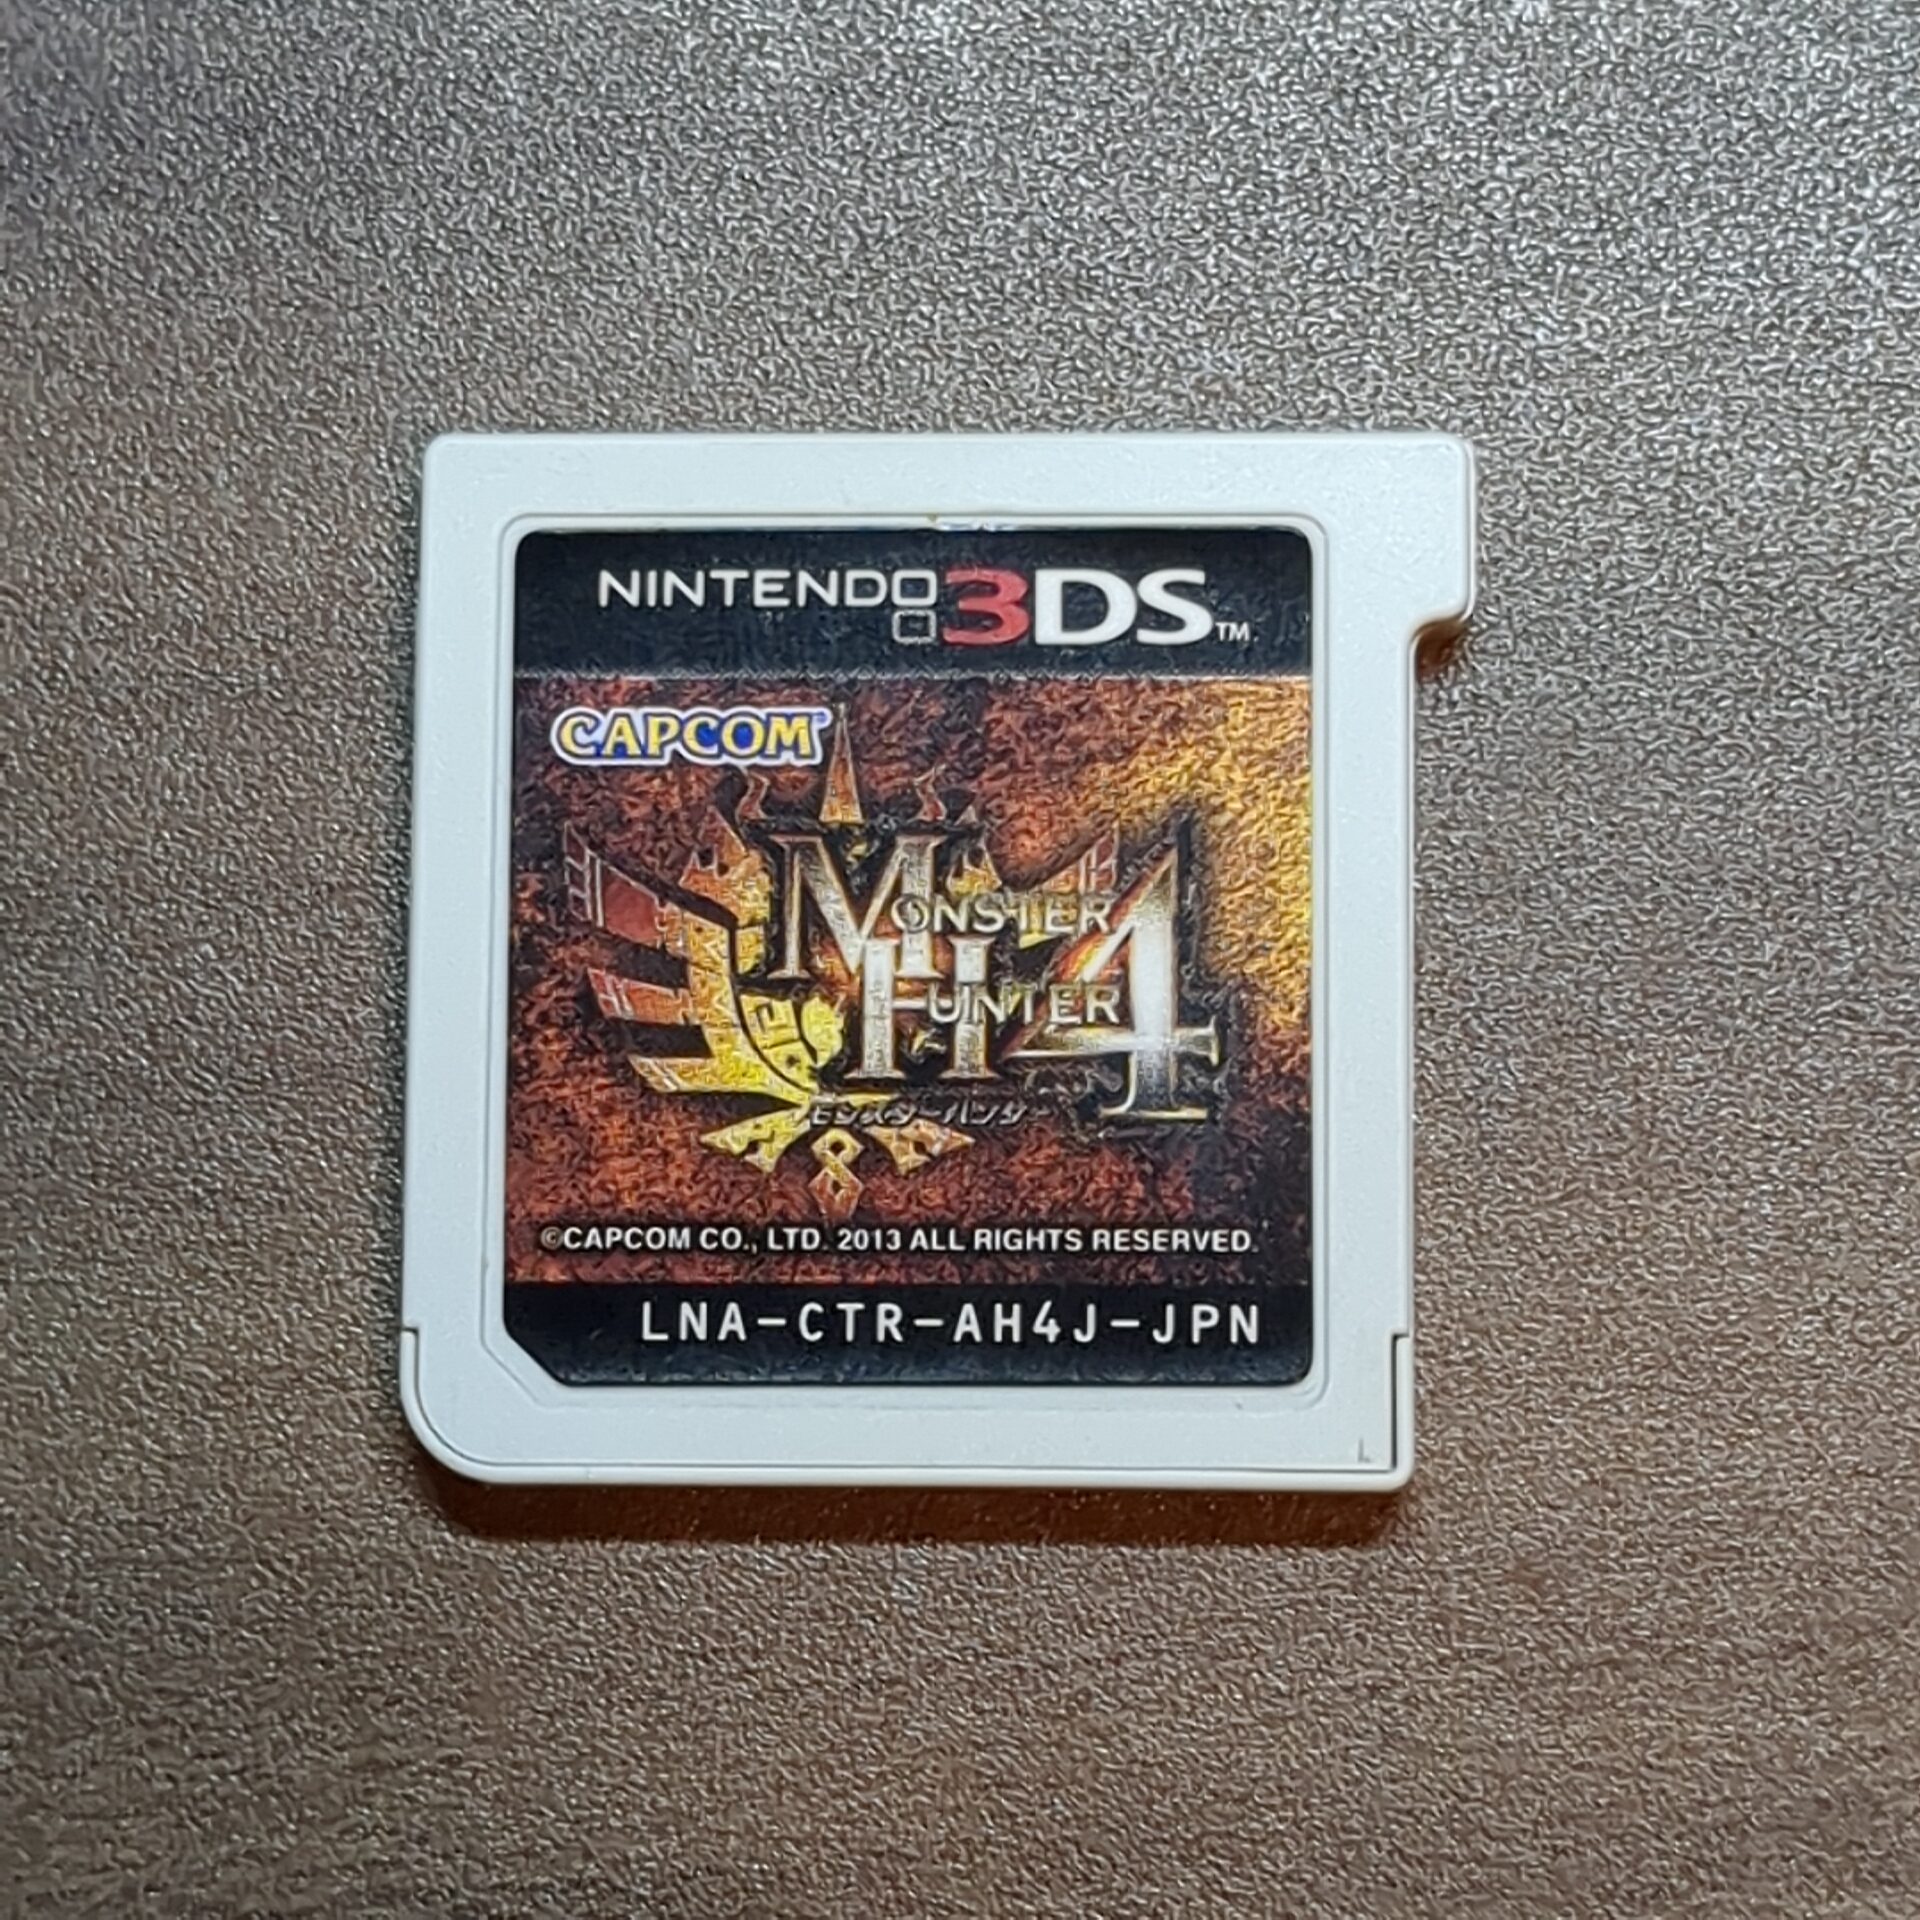 NINTENDO 3DS™
CAPCOM®
MONSTER
HUNTER 4
モンスターハンター
©CAPCOM CO., LTD. 2013 ALL RIGHTS RESERVED.
LNA-CTR-AH4J-JPN